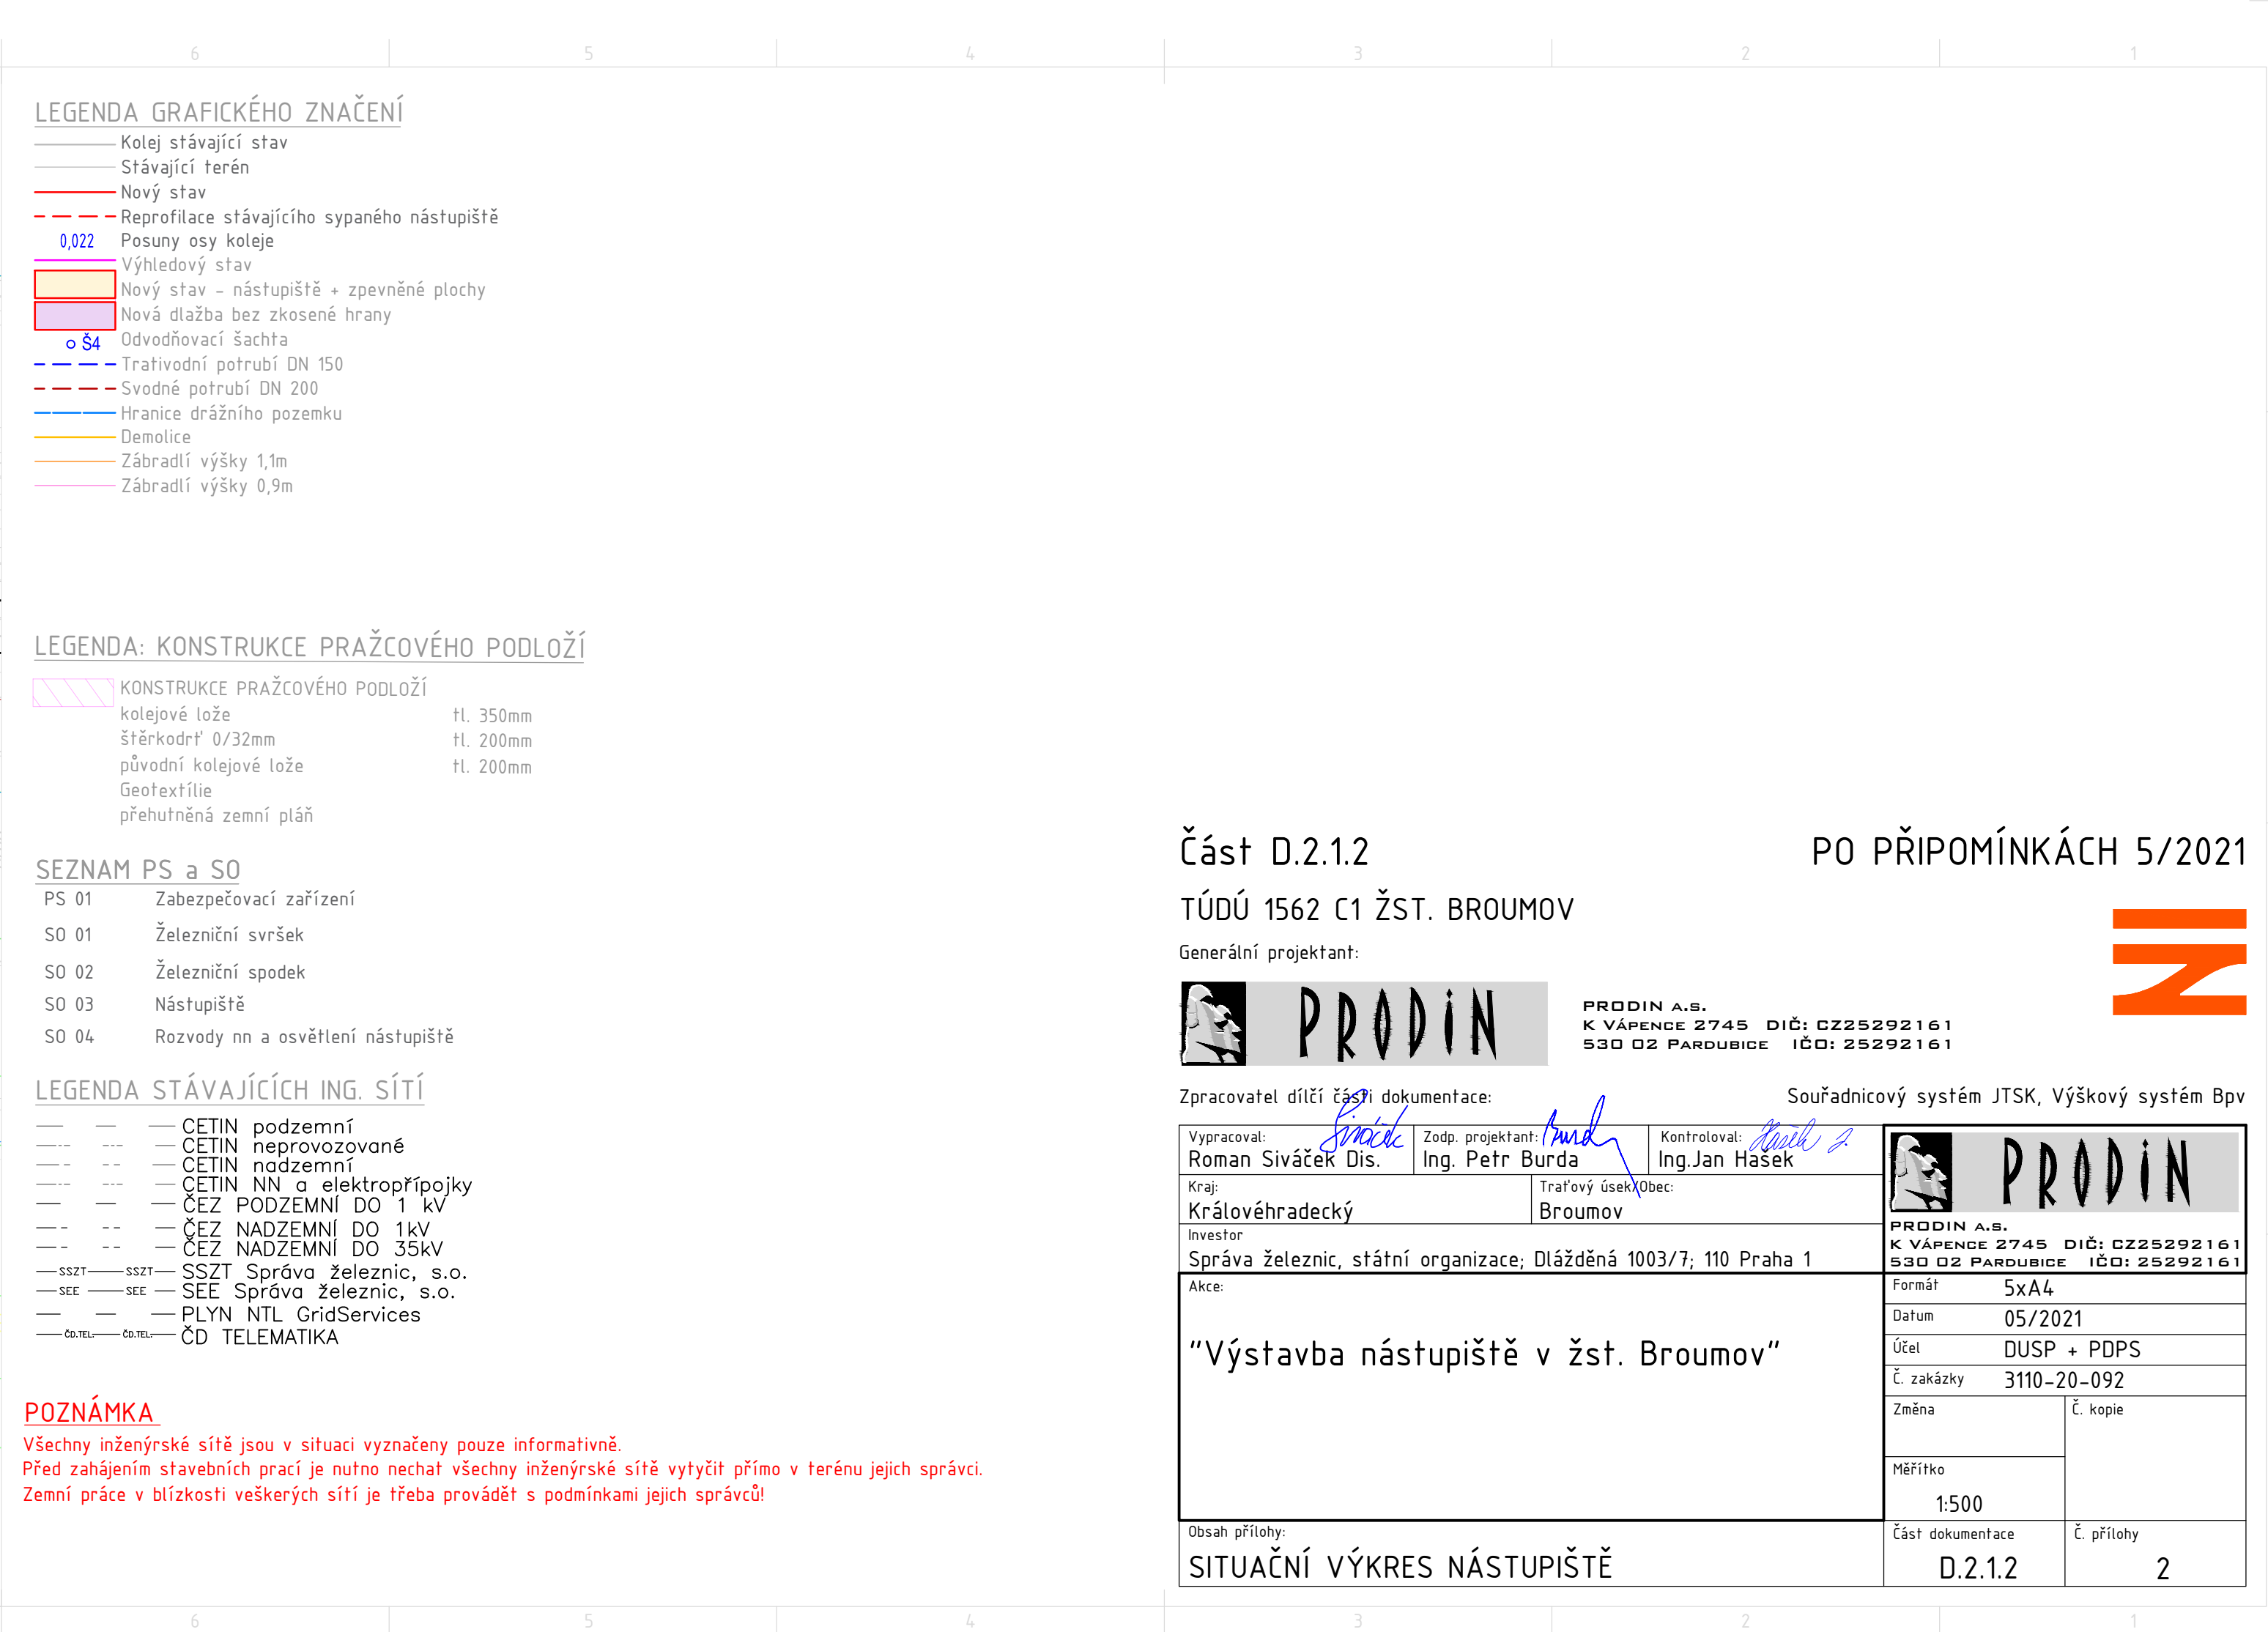 6 5 4 3 2 1
LEGENDA GRAFICKÉHO ZNAČENÍ
Kolej stávající stav
Stávající terén
Nový stav
Reprofilace stávajícího sypaného nástupiště
0,022 Posuny osy koleje
Výhledový stav
Nový stav - nástupiště + zpevněné plochy
Nová dlažba bez zkosené hrany
Š4 Odvodňovací šachta
Trativodní potrubí DN 150
Svodné potrubí DN 200
Hranice drážního pozemku
Demolice
Zábradlí výšky 1,1m
Zábradlí výšky 0,9m
LEGENDA: KONSTRUKCE PRAŽCOVÉHO PODLOŽÍ
KONSTRUKCE PRAŽCOVÉHO PODLOŽÍ
kolejové lože tl. 350mm
štěrkodrť 0/32mm tl. 200mm
původní kolejové lože tl. 200mm
Geotextílie
přehutněná zemní pláň
SEZNAM PS a SO
PS 01 Zabezpečovací zařízení
SO 01 Železniční svršek
SO 02 Železniční spodek
SO 03 Nástupiště
SO 04 Rozvody nn a osvětlení nástupiště
LEGENDA STÁVAJÍCÍCH ING. SÍTÍ
CETIN podzemní
CETIN neprovozované
CETIN nadzemní
CETIN NN a elektropřípojky
ČEZ PODZEMNÍ DO 1 kV
ČEZ NADZEMNÍ DO 1kV
ČEZ NADZEMNÍ DO 35kV
SSZT SSZT SSZT Správa železnic, s.o.
SEE SEE SEE Správa železnic, s.o.
PLYN NTL GridServices
ČD.TEL. ČD.TEL. ČD TELEMATIKA
POZNÁMKA
Všechny inženýrské sítě jsou v situaci vyznačeny pouze informativně.
Před zahájením stavebních prací je nutno nechat všechny inženýrské sítě vytyčit přímo v terénu jejich správci.
Zemní práce v blízkosti veškerých sítí je třeba provádět s podmínkami jejich správců!
Část D.2.1.2 PO PŘIPOMÍNKÁCH 5/2021
TÚDÚ 1562 C1 ŽST. BROUMOV
Generální projektant:
PRODIN
PRODIN A.S.
K VÁPENCE 2745 DIČ: CZ25292161
530 02 PARDUBICE IČO: 25292161
Zpracovatel dílčí části dokumentace: Souřadnicový systém JTSK, Výškový systém Bpv
Vypracoval: Siváček Zodp. projektant: Burda Kontroloval: Hašek J.
Roman Siváček Dis. Ing. Petr Burda Ing.Jan Hašek
Kraj: Traťový úsek/Obec:
Královéhradecký Broumov
Investor
Správa železnic, státní organizace; Dlážděná 1003/7; 110 Praha 1
PRODIN
PRODIN A.S.
K VÁPENCE 2745 DIČ: CZ25292161
530 02 PARDUBICE IČO: 25292161
Akce:
"Výstavba nástupiště v žst. Broumov"
Formát 5xA4
Datum 05/2021
Účel DUSP + PDPS
Č. zakázky 3110-20-092
Změna Č. kopie
Měřítko
1:500
Obsah přílohy:
SITUAČNÍ VÝKRES NÁSTUPIŠTĚ
Část dokumentace Č. přílohy
D.2.1.2 2
6 5 4 3 2 1